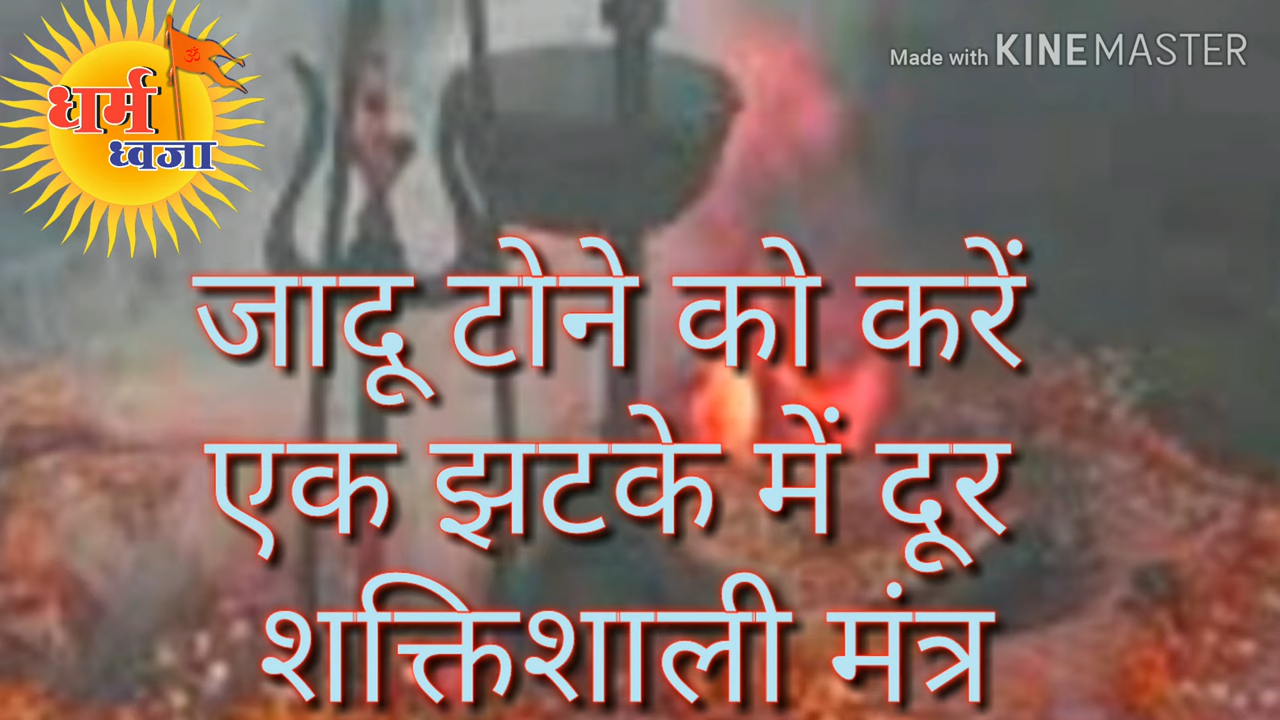 धर्म
ध्वजा
Made with KINEMASTER
जादू टोने को करें
एक झटके में दूर
शक्तिशाली मंत्र